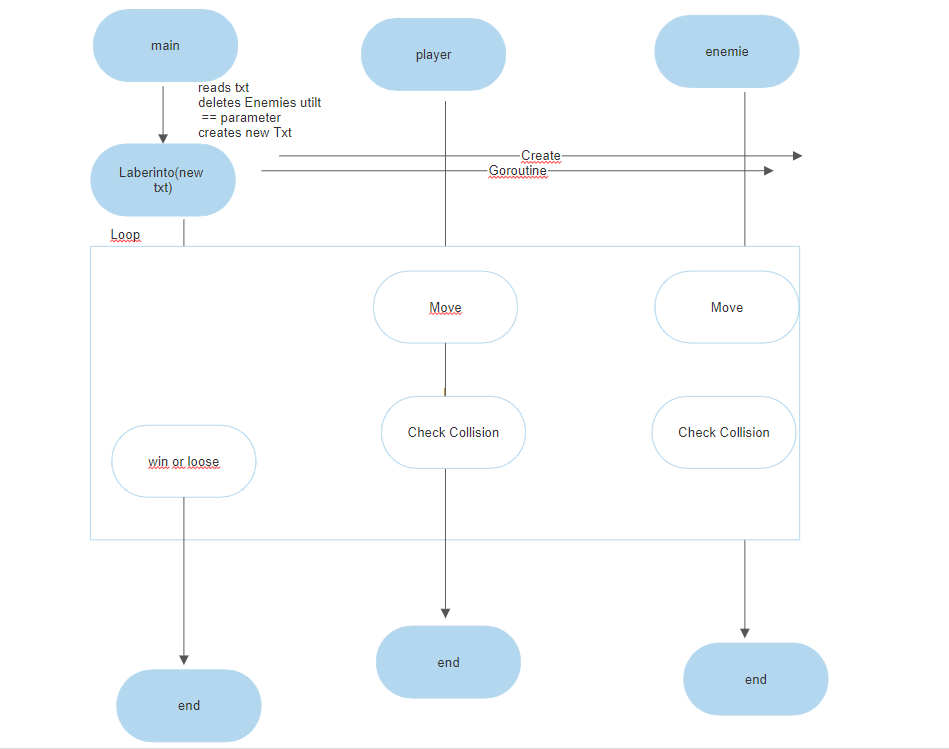 main
player
enemie
reads txt
deletes Enemies utilt
== parameter
creates new Txt
Create
Laberinto(new
txt)
Goroutine
Loop
Move
Move
Check Collision
Check Collision
win or loose
end
end
end